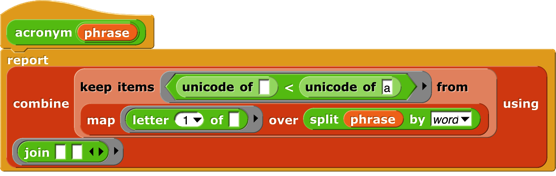 acronym phrase
report
keep items unicode of < unicode of a from
combine using
map letter 1 of over split phrase by word
join